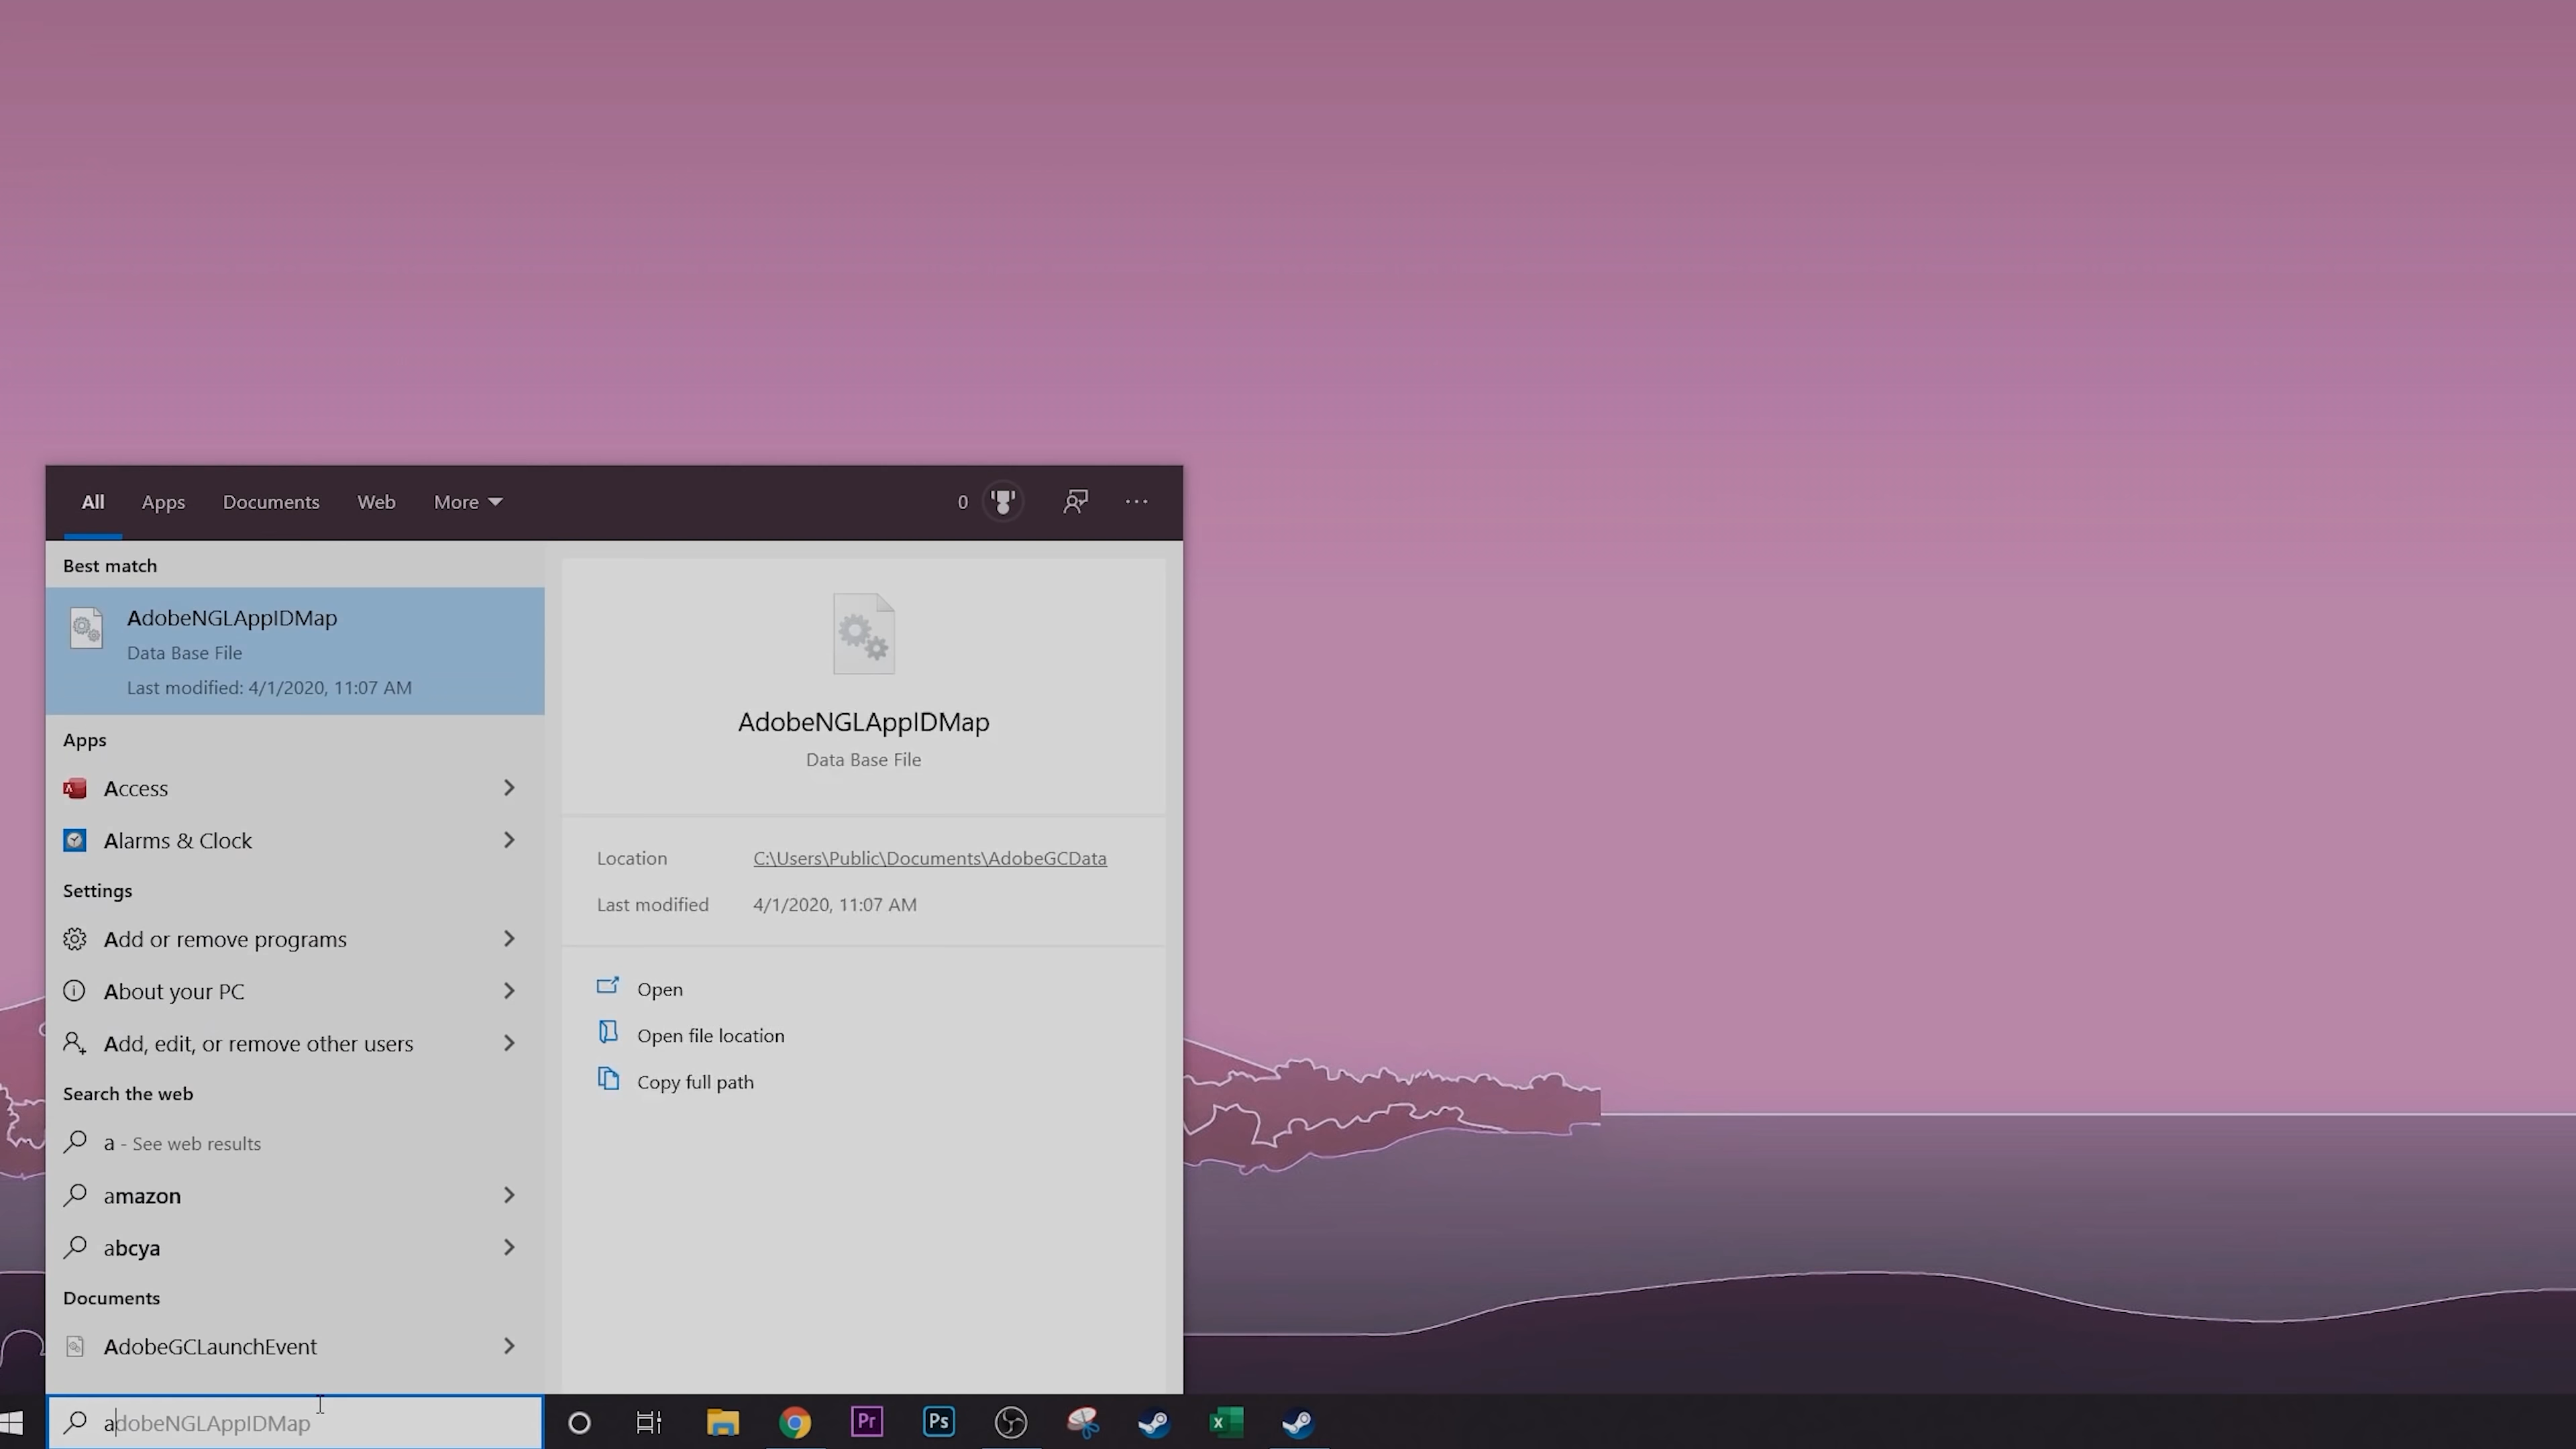 All Apps Documents Web More 0
Best match
AdobeNGLAppIDMap
Data Base File
Last modified: 4/1/2020, 11:07 AM
Apps
Access
Alarms & Clock
Settings
Add or remove programs
About your PC
Add, edit, or remove other users
Search the web
a - See web results
amazon
abcya
Documents
AdobeGCLaunchEvent
AdobeNGLAppIDMap
Data Base File
Location C:\Users\Public\Documents\AdobeGCData
Last modified 4/1/2020, 11:07 AM
Open
Open file location
Copy full path
adobeNGLAppIDMap
Pr Ps